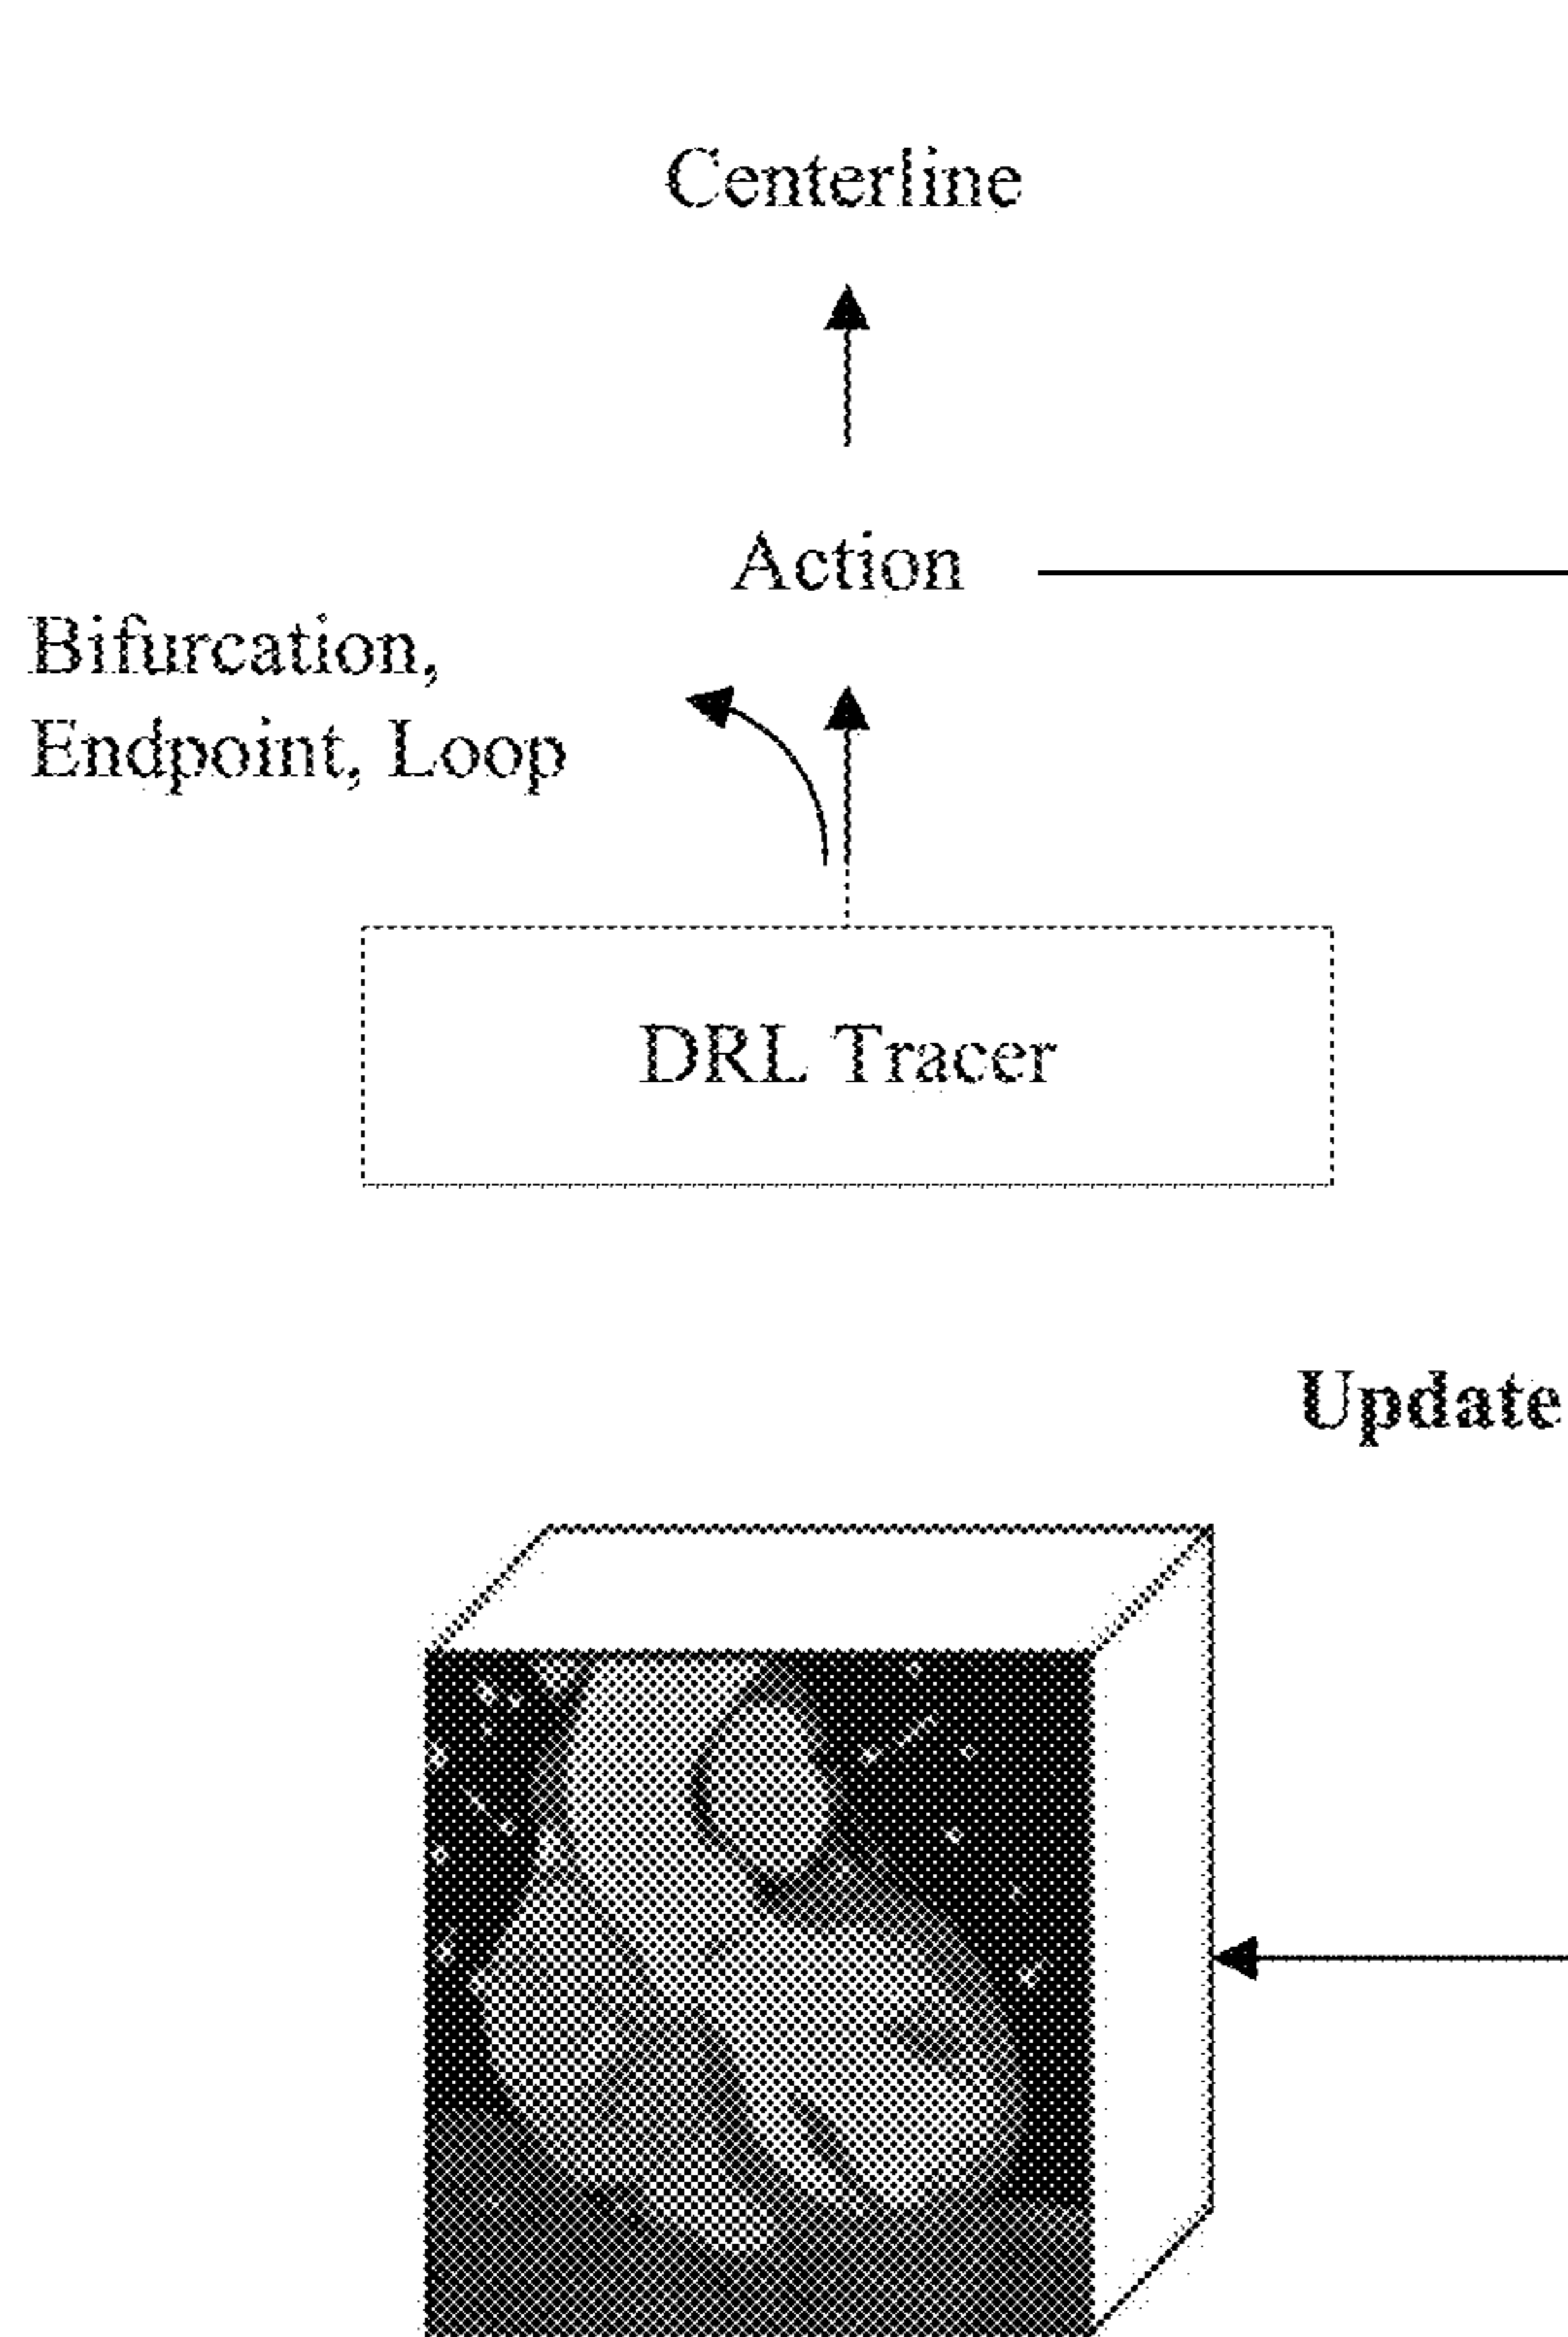 Centerline
Action
Bifurcation,
Endpoint, Loop
DRL Tracer
Update